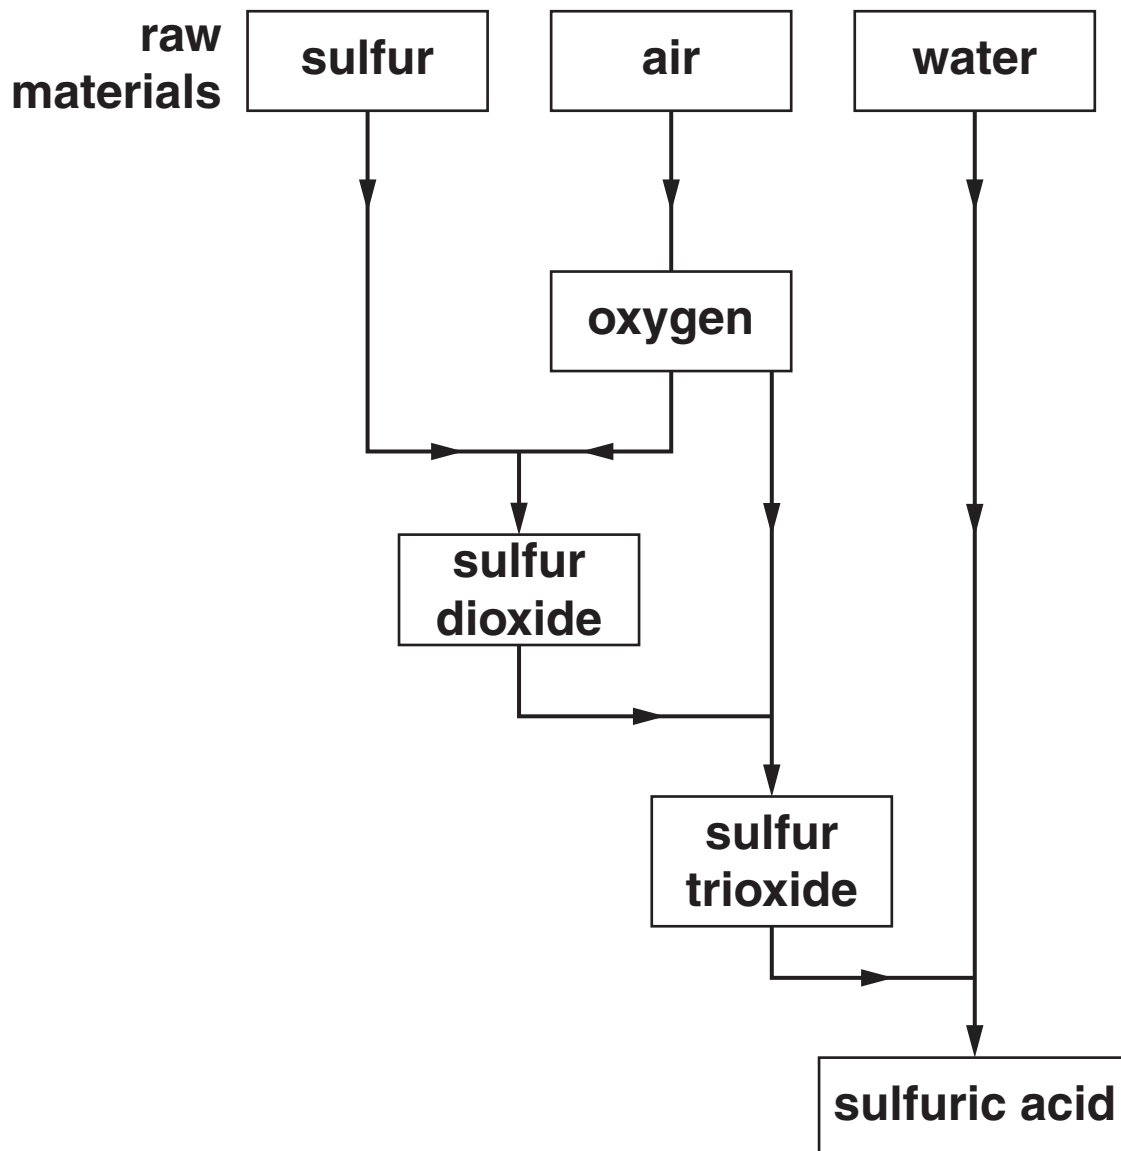 raw
materials
sulfur
air
water
oxygen
sulfur
dioxide
sulfur
trioxide
sulfuric acid